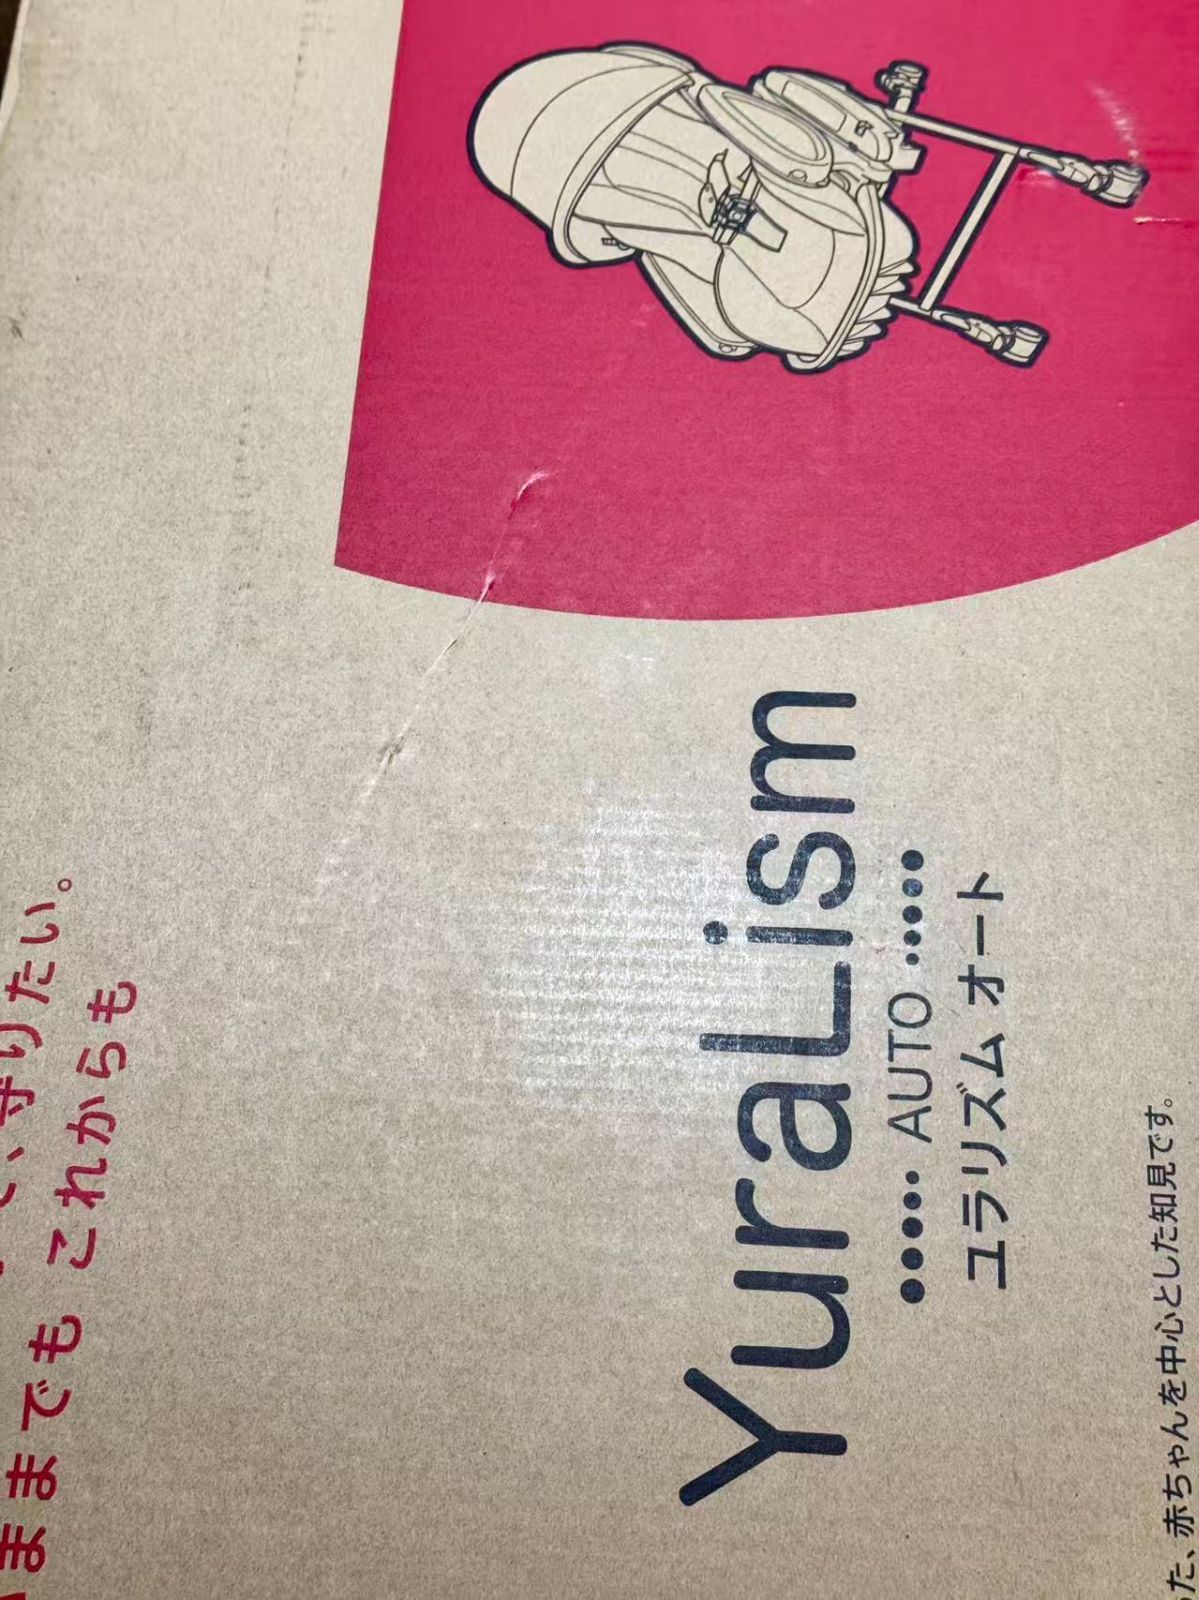 守りたい。
ままでも これからも
YuraLism
AUTO
ユラリズム オート
た、赤ちゃんを中心とした知見です。